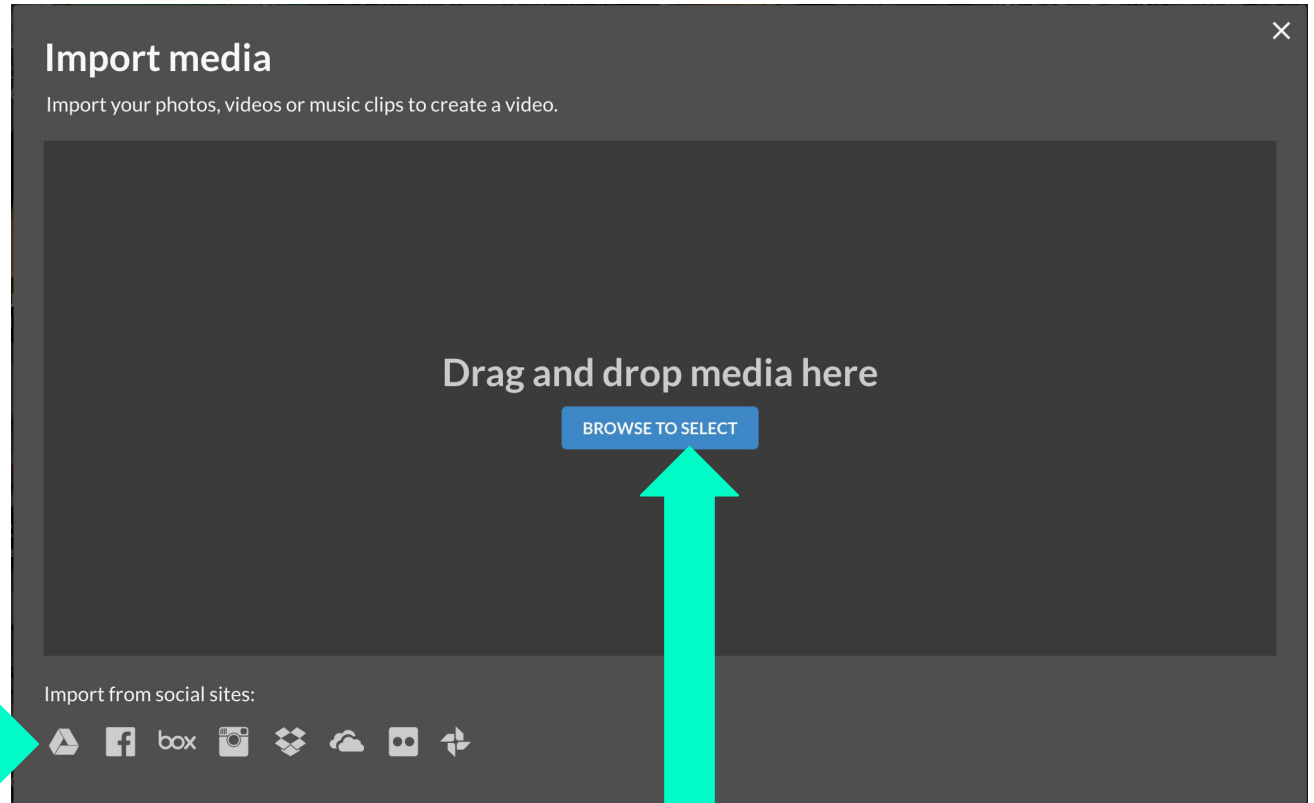 Import media
Import your photos, videos or music clips to create a video.
Drag and drop media here
BROWSE TO SELECT
Import from social sites:
box